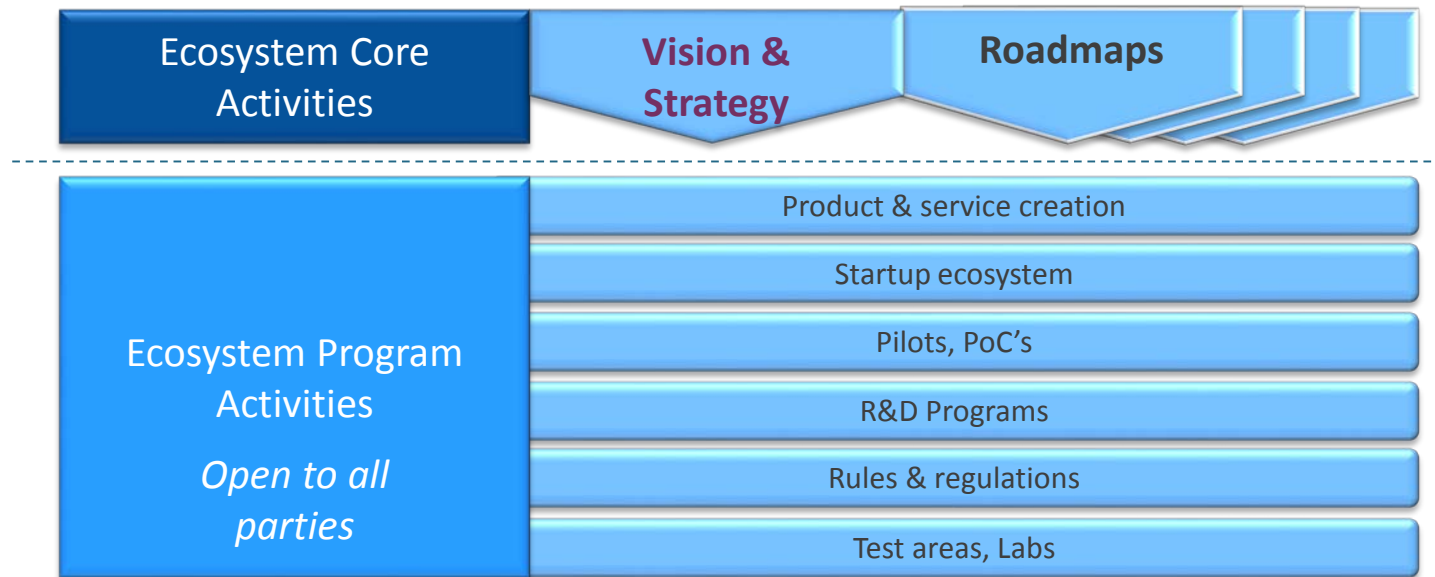 Ecosystem Core
Activities
Vision &
Strategy
Roadmaps
Ecosystem Program
Activities
Open to all
parties
Product & service creation
Startup ecosystem
Pilots, PoC's
R&D Programs
Rules & regulations
Test areas, Labs